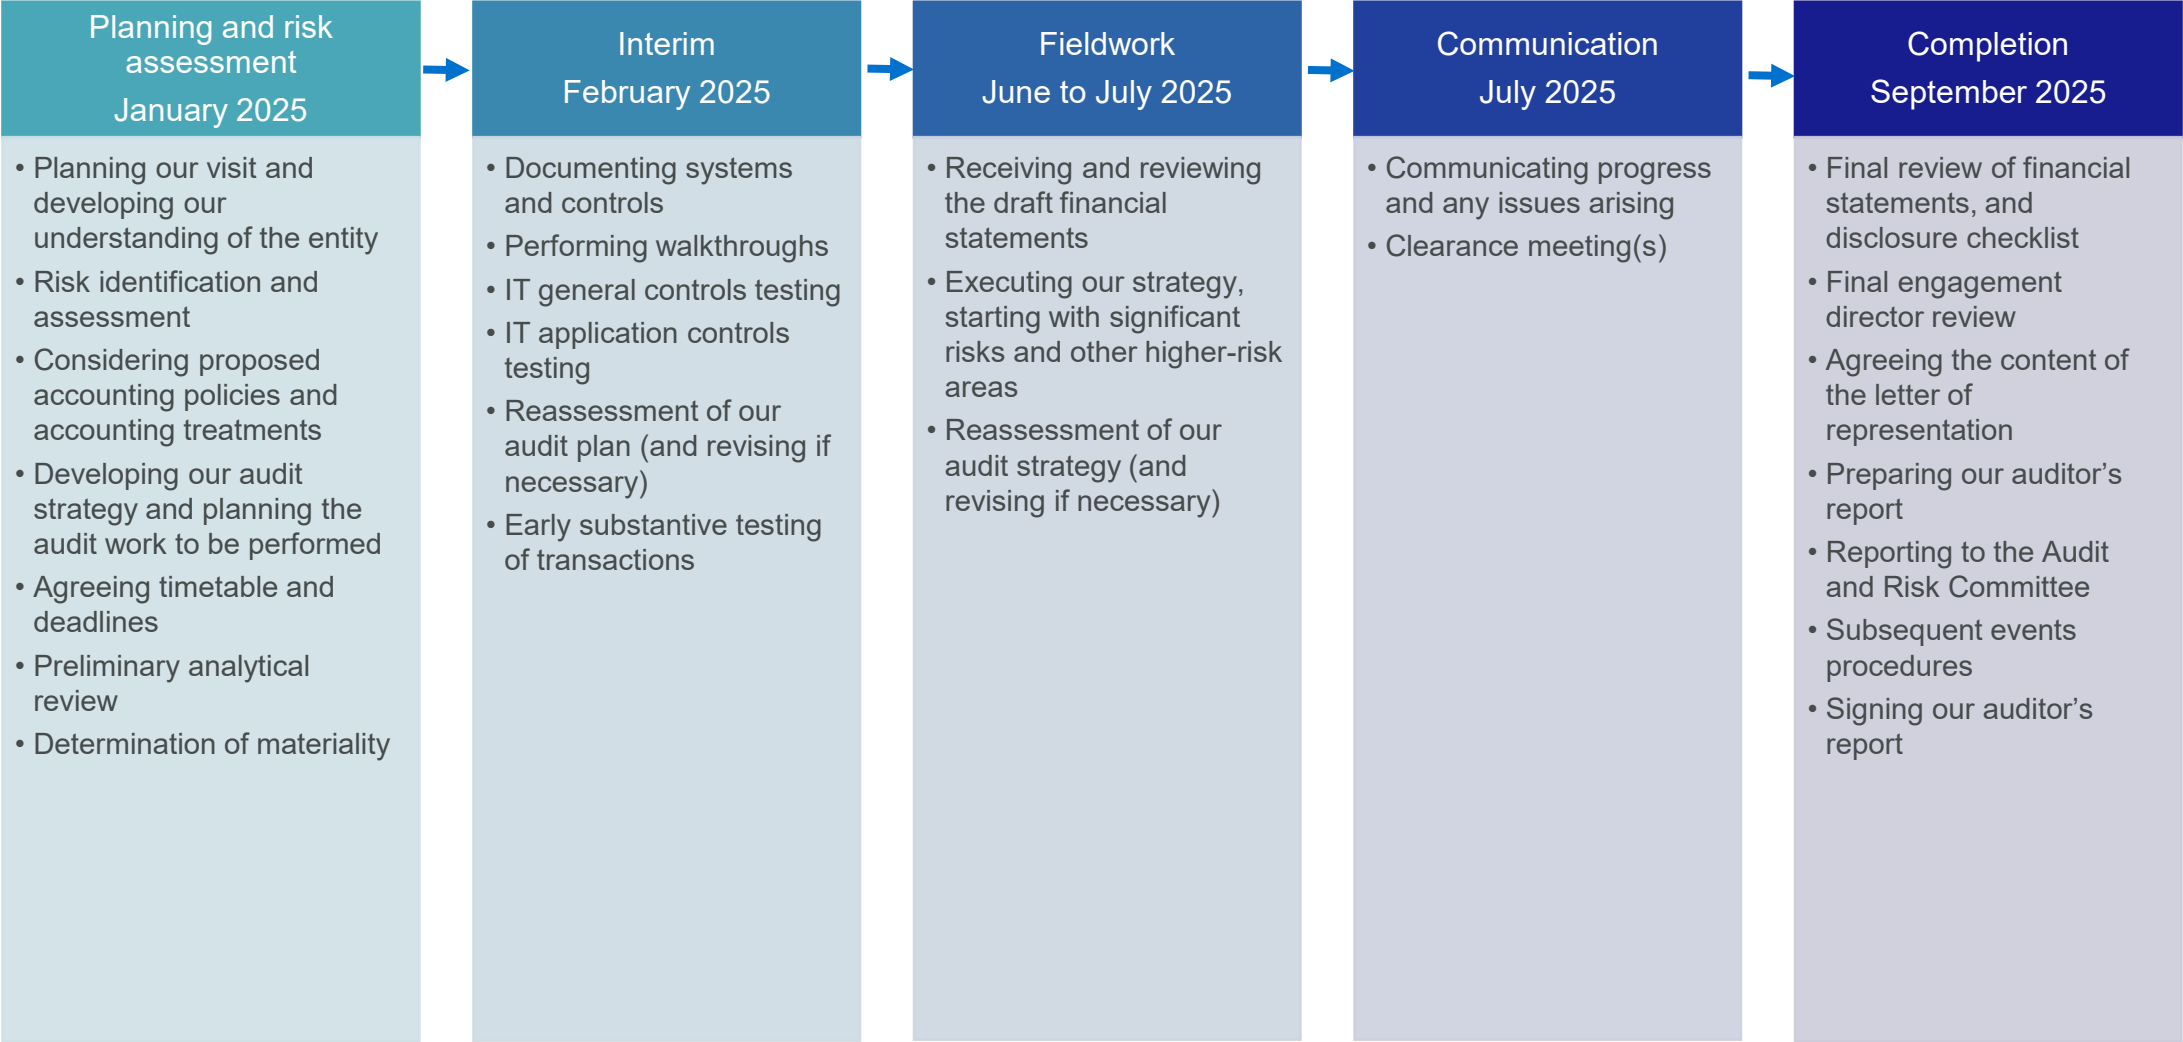 Planning and risk
assessment
January 2025
• Planning our visit and
developing our
understanding of the entity
• Risk identification and
assessment
• Considering proposed
accounting policies and
accounting treatments
• Developing our audit
strategy and planning the
audit work to be performed
• Agreeing timetable and
deadlines
• Preliminary analytical
review
• Determination of materiality
Interim
February 2025
• Documenting systems
and controls
• Performing walkthroughs
• IT general controls testing
• IT application controls
testing
• Reassessment of our
audit plan (and revising if
necessary)
• Early substantive testing
of transactions
Fieldwork
June to July 2025
• Receiving and reviewing
the draft financial
statements
• Executing our strategy,
starting with significant
risks and other higher-risk
areas
• Reassessment of our
audit strategy (and
revising if necessary)
Communication
July 2025
• Communicating progress
and any issues arising
• Clearance meeting(s)
Completion
September 2025
• Final review of financial
statements, and
disclosure checklist
• Final engagement
director review
• Agreeing the content of
the letter of
representation
• Preparing our auditor’s
report
• Reporting to the Audit
and Risk Committee
• Subsequent events
procedures
• Signing our auditor’s
report